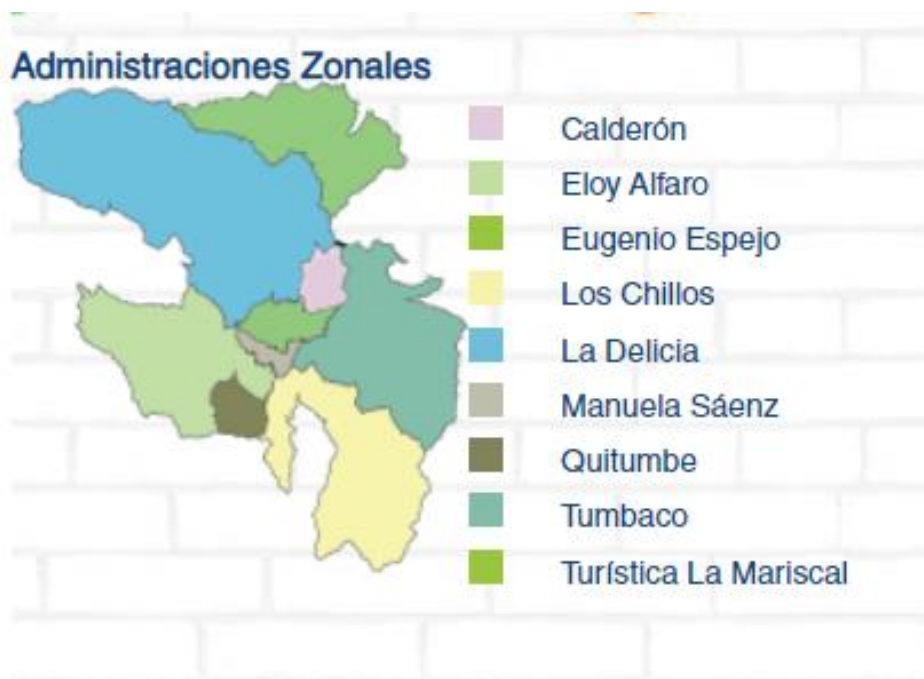 Administraciones Zonales
Calderón
Eloy Alfaro
Eugenio Espejo
Los Chillos
La Delicia
Manuela Sáenz
Quitumbe
Tumbaco
Turística La Mariscal